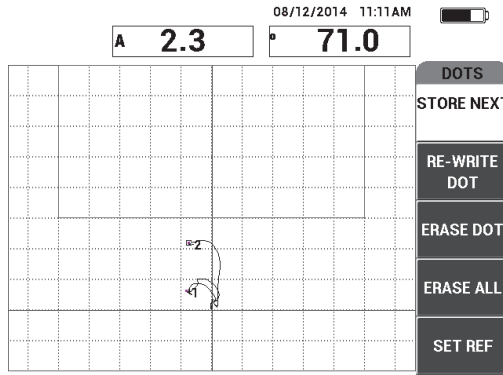 08/12/2014 11:11AM
A 2.3
° 71.0
DOTS
STORE NEXT
RE-WRITE
DOT
ERASE DOT
2
ERASE ALL
1
SET REF